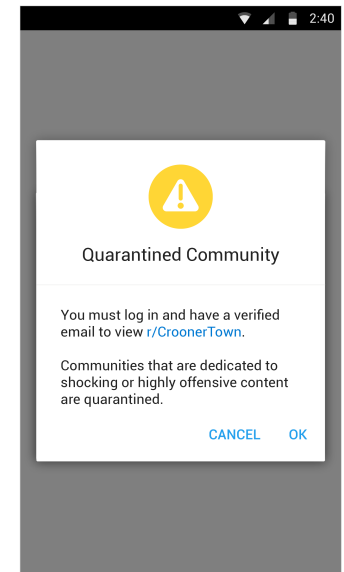 2:40
Quarantined Community
You must log in and have a verified
email to view r/CroonerTown.
Communities that are dedicated to
shocking or highly offensive content
are quarantined.
CANCEL OK